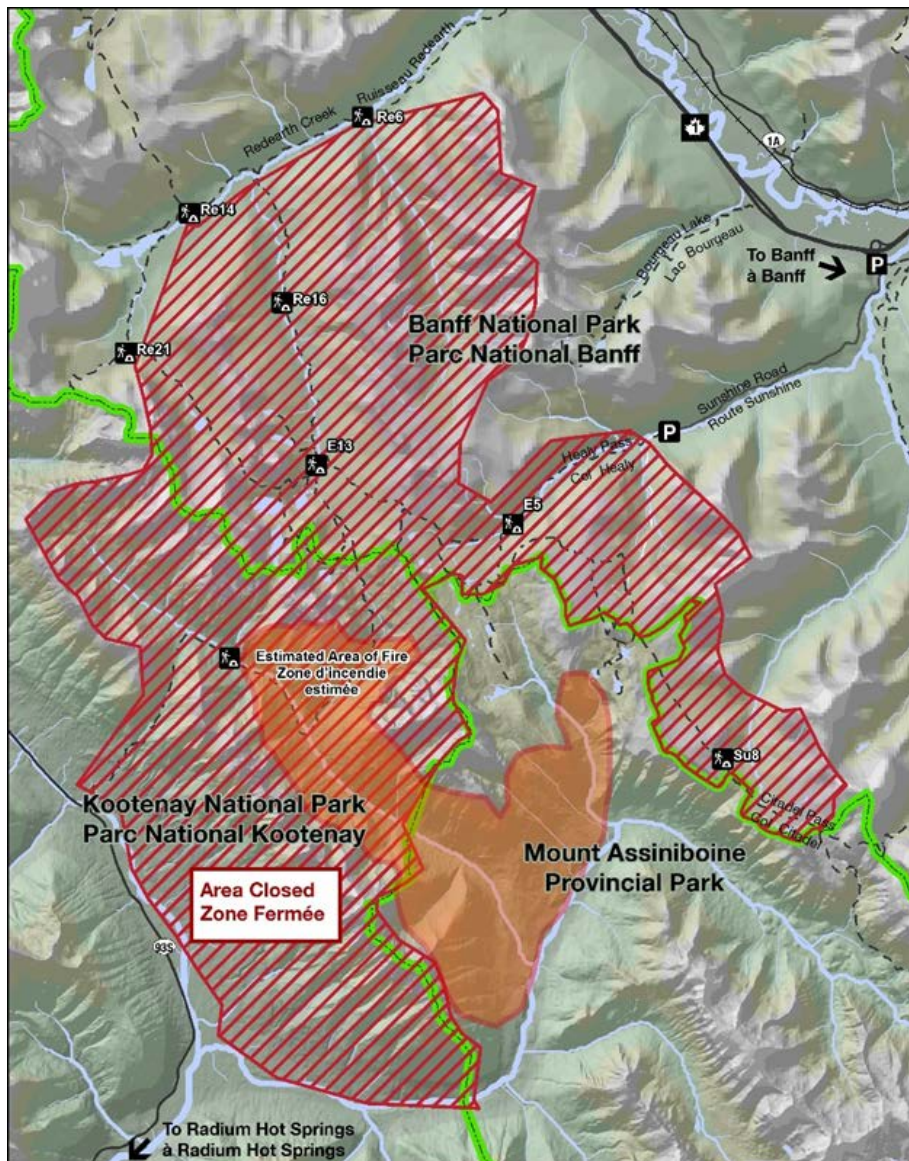 Ruisseau Redearth
Redearth Creek
Re6
1
1A
Re14
Bourgeau Lake
Lac Bourgeau
To Banff
à Banff
P
Re16
Banff National Park
Parc National Banff
Re21
Sunshine Road
Route Sunshine
P
Healy Pass
Col Healy
E13
E5
Estimated Area of Fire
Zone d'incendie
estimée
Su8
Citadel Pass
Col Citadel
Kootenay National Park
Parc National Kootenay
Mount Assiniboine
Provincial Park
Area Closed
Zone Fermée
93S
To Radium Hot Springs
à Radium Hot Springs